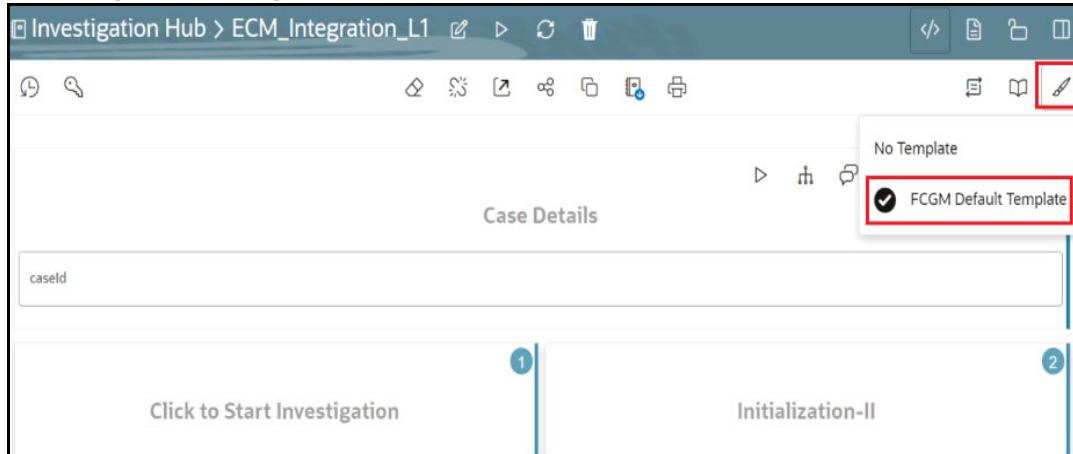 Investigation Hub > ECM_Integration_L1
No Template
FCGM Default Template
Case Details
caseId
1
2
Click to Start Investigation
Initialization-II